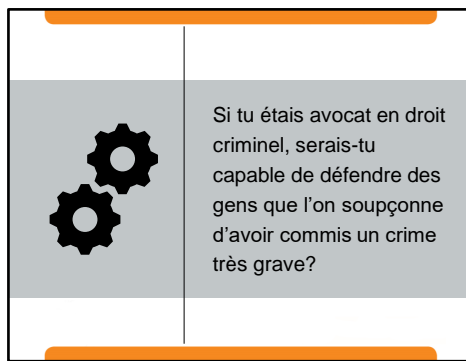 Si tu étais avocat en droit
criminel, serais-tu
capable de défendre des
gens que l’on soupçonne
d’avoir commis un crime
très grave?